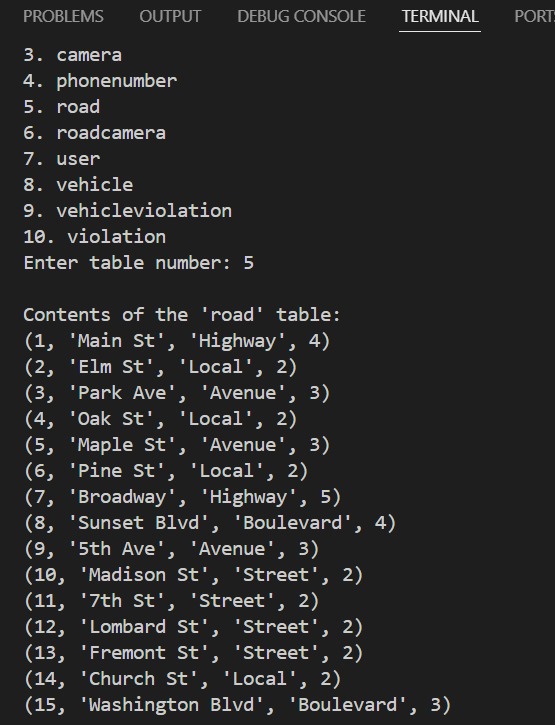 PROBLEMS OUTPUT DEBUG CONSOLE TERMINAL PORT
3. camera
4. phonenumber
5. road
6. roadcamera
7. user
8. vehicle
9. vehicleviolation
10. violation
Enter table number: 5
Contents of the 'road' table:
(1, 'Main St', 'Highway', 4)
(2, 'Elm St', 'Local', 2)
(3, 'Park Ave', 'Avenue', 3)
(4, 'Oak St', 'Local', 2)
(5, 'Maple St', 'Avenue', 3)
(6, 'Pine St', 'Local', 2)
(7, 'Broadway', 'Highway', 5)
(8, 'Sunset Blvd', 'Boulevard', 4)
(9, '5th Ave', 'Avenue', 3)
(10, 'Madison St', 'Street', 2)
(11, '7th St', 'Street', 2)
(12, 'Lombard St', 'Street', 2)
(13, 'Fremont St', 'Street', 2)
(14, 'Church St', 'Local', 2)
(15, 'Washington Blvd', 'Boulevard', 3)